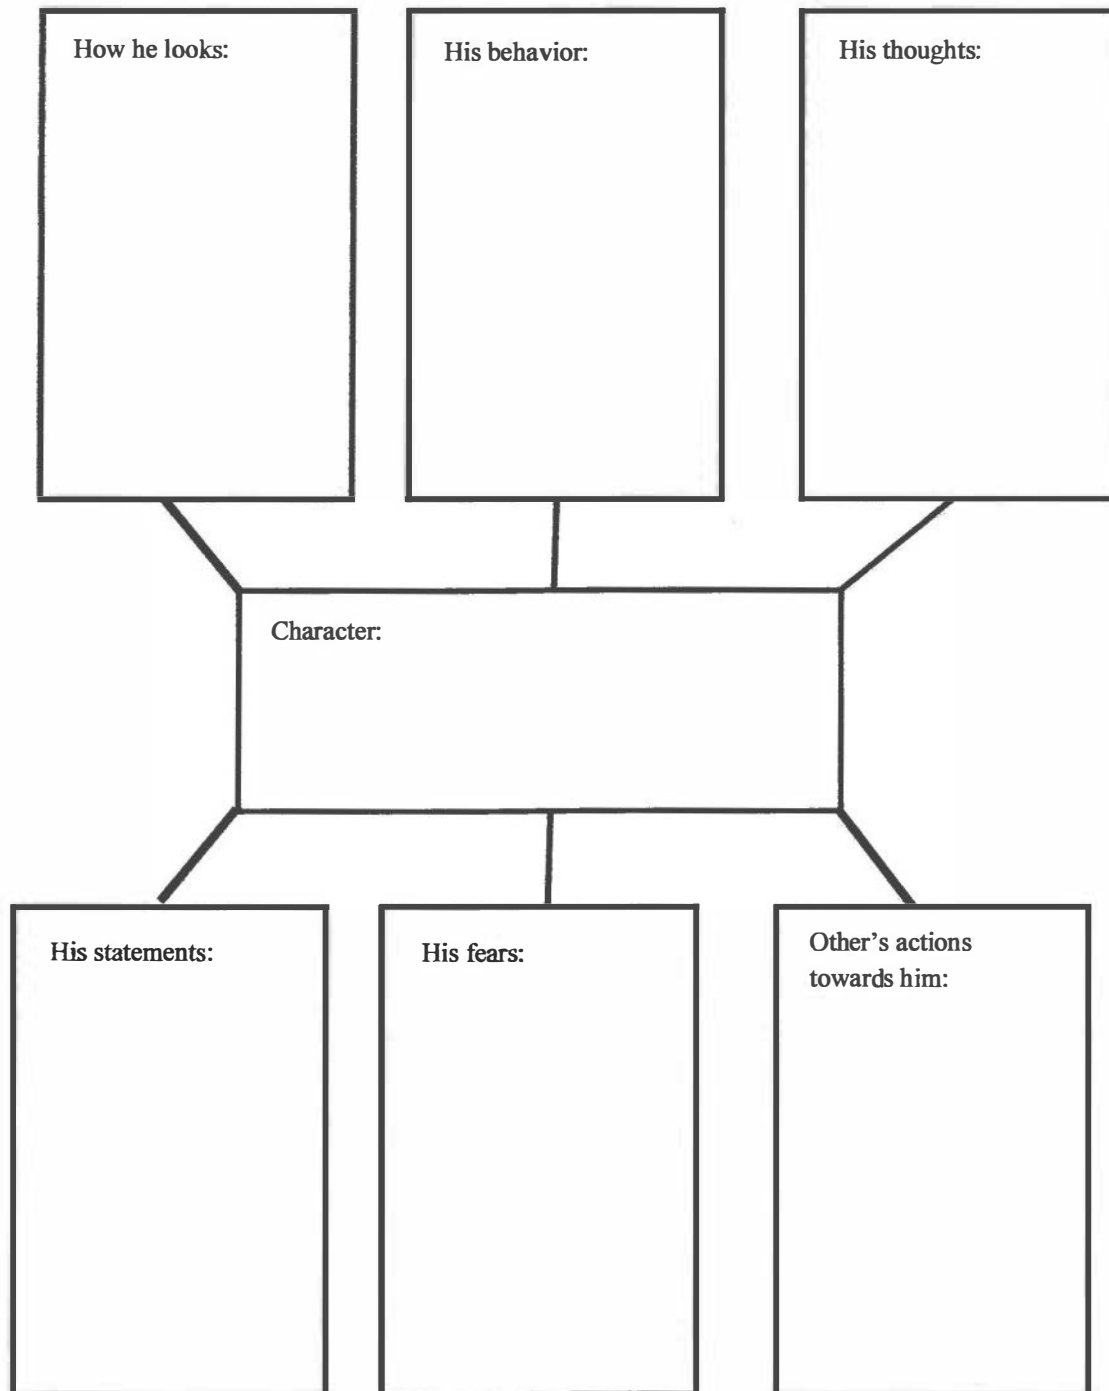 How he looks:
His behavior:
His thoughts:
Character:
His statements:
His fears:
Other's actions
towards him: